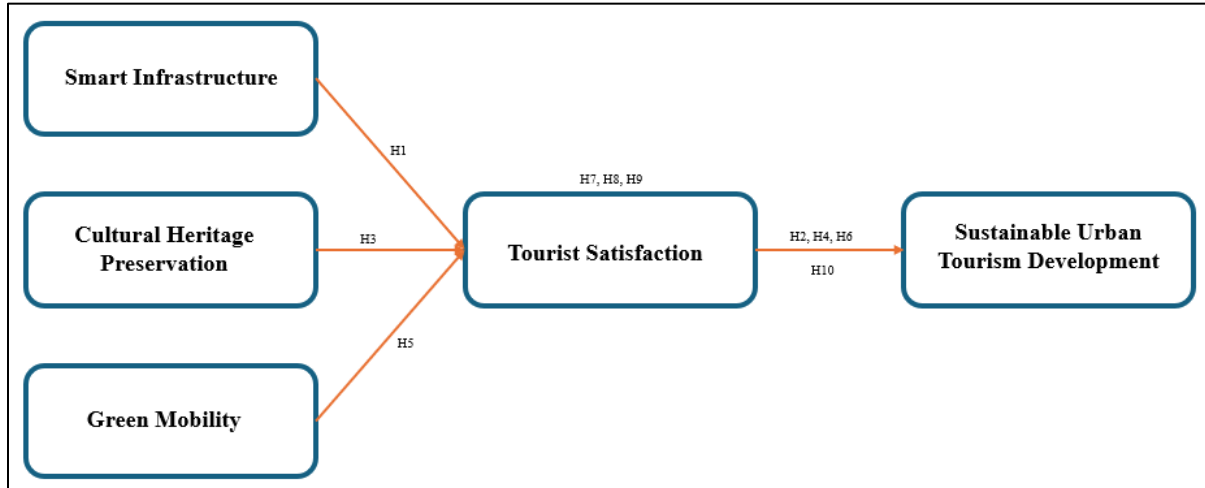 Smart Infrastructure
H1
H7, H8, H9
Cultural Heritage
Preservation
H3
Tourist Satisfaction
H2, H4, H6
H10
Sustainable Urban
Tourism Development
H5
Green Mobility